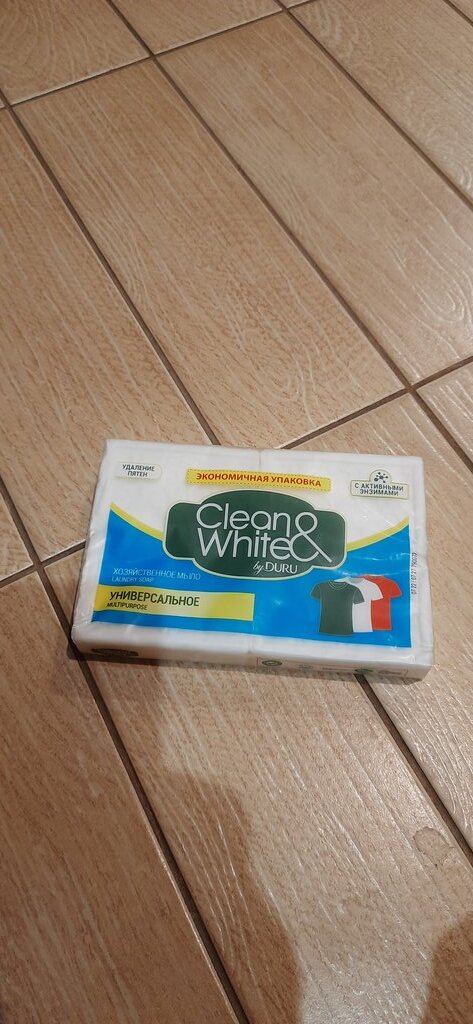 УДАЛЕНИЕ
ПЯТЕН
ЭКОНОМИЧНАЯ УПАКОВКА
С АКТИВНЫМИ
ЭНЗИМАМИ
Clean &
White
by DURU
ХОЗЯЙСТВЕННОЕ МЫЛО
LAUNDRY SOAP
УНИВЕРСАЛЬНОЕ
MULTIPURPOSE